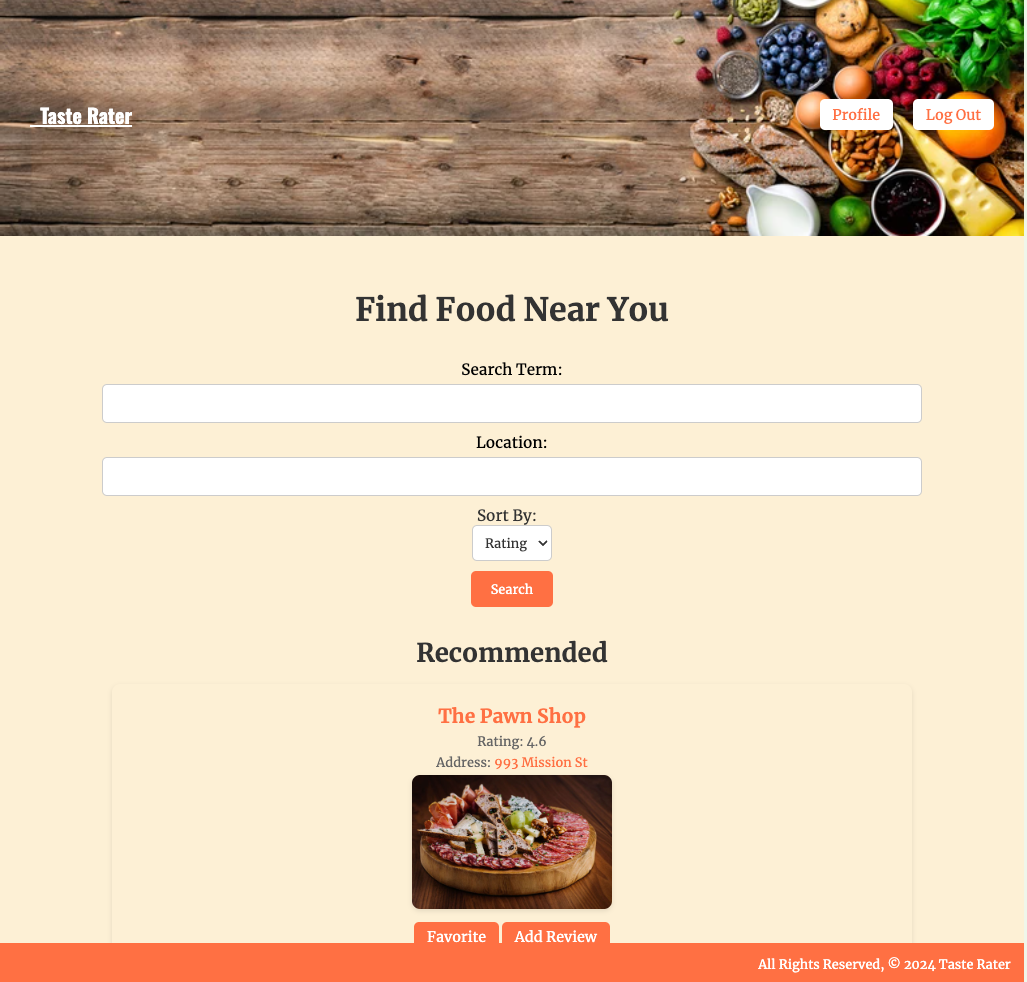 Taste Rater
Profile
Log Out
Find Food Near You
Search Term:
Location:
Sort By:
Rating
Search
Recommended
The Pawn Shop
Rating: 4.6
Address: 993 Mission St
Favorite
Add Review
All Rights Reserved, © 2024 Taste Rater